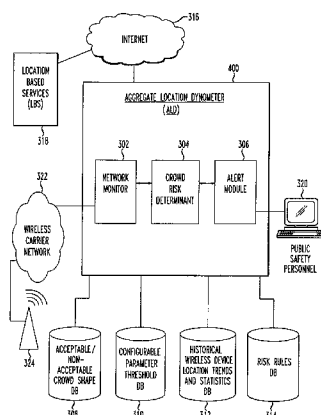 316
INTERNET
LOCATION
BASED
SERVICES
(LBS)
318
400
AGGREGATE LOCATION DYNOMETER
(ALD)
302
304
306
NETWORK
MONITOR
CROWD
RISK
DETERMINANT
ALERT
MODULE
322
WIRELESS
CARRIER
NETWORK
320
PUBLIC
SAFETY
PERSONNEL
324
ACCEPTABLE/
NON-
ACCEPTABLE
CROWD SHAPE
DB
CONFIGURABLE
PARAMETER
THRESHOLD
DB
HISTORICAL
WIRELESS DEVICE
LOCATION TRENDS
AND STATISTICS
DB
RISK RULES
DB
308
310
312
314